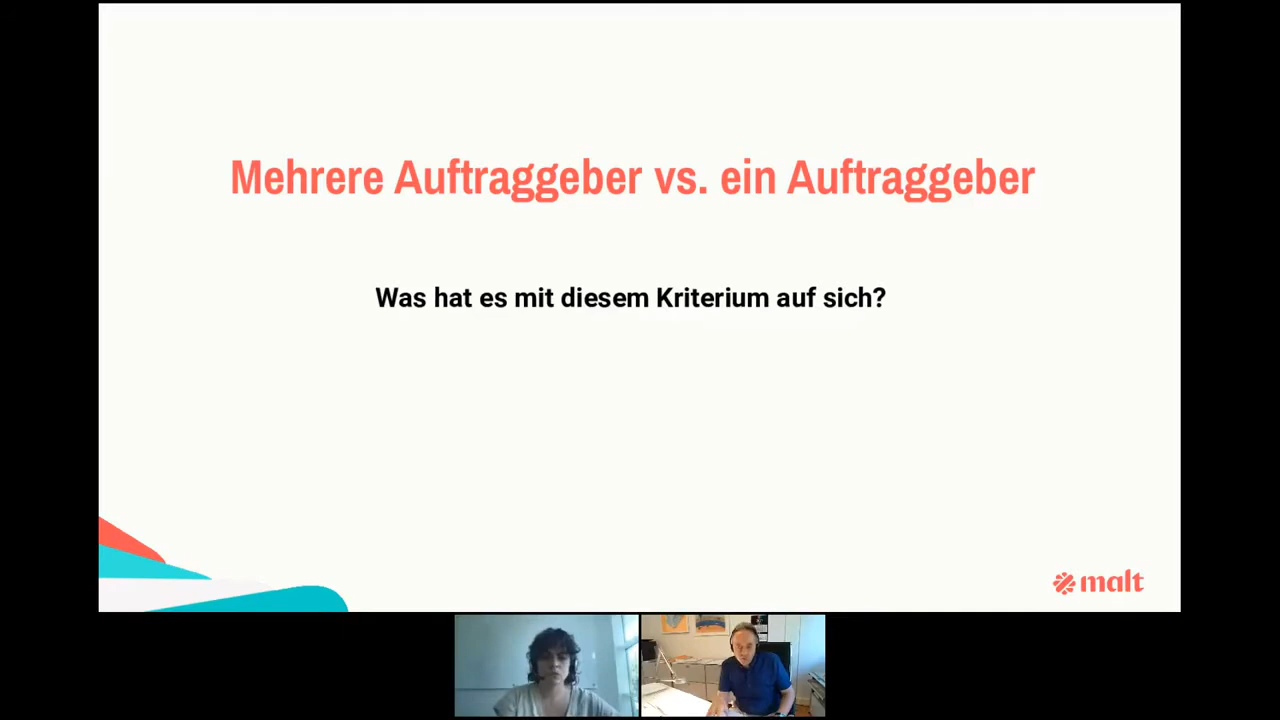 Mehrere Auftraggeber vs. ein Auftraggeber
Was hat es mit diesem Kriterium auf sich?
malt